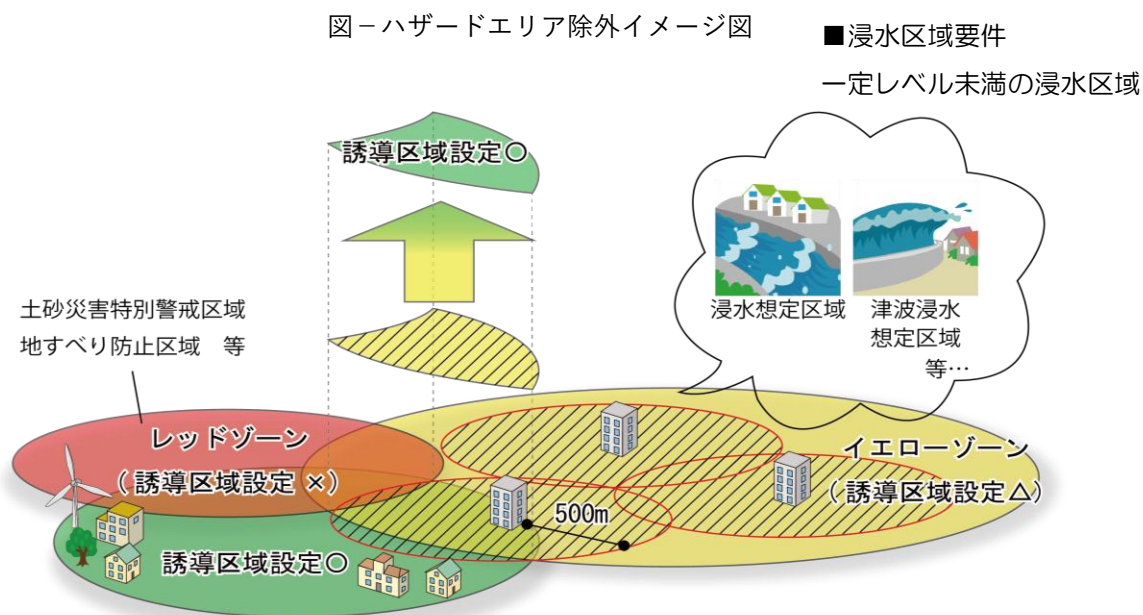 図－ハザードエリア除外イメージ図
■浸水区域要件
一定レベル未満の浸水区域
誘導区域設定〇
浸水想定区域
津波浸水
想定区域
等…
土砂災害特別警戒区域
地すべり防止区域　等
レッドゾーン
（誘導区域設定 ×）
イエローゾーン
（誘導区域設定△）
500m
誘導区域設定〇